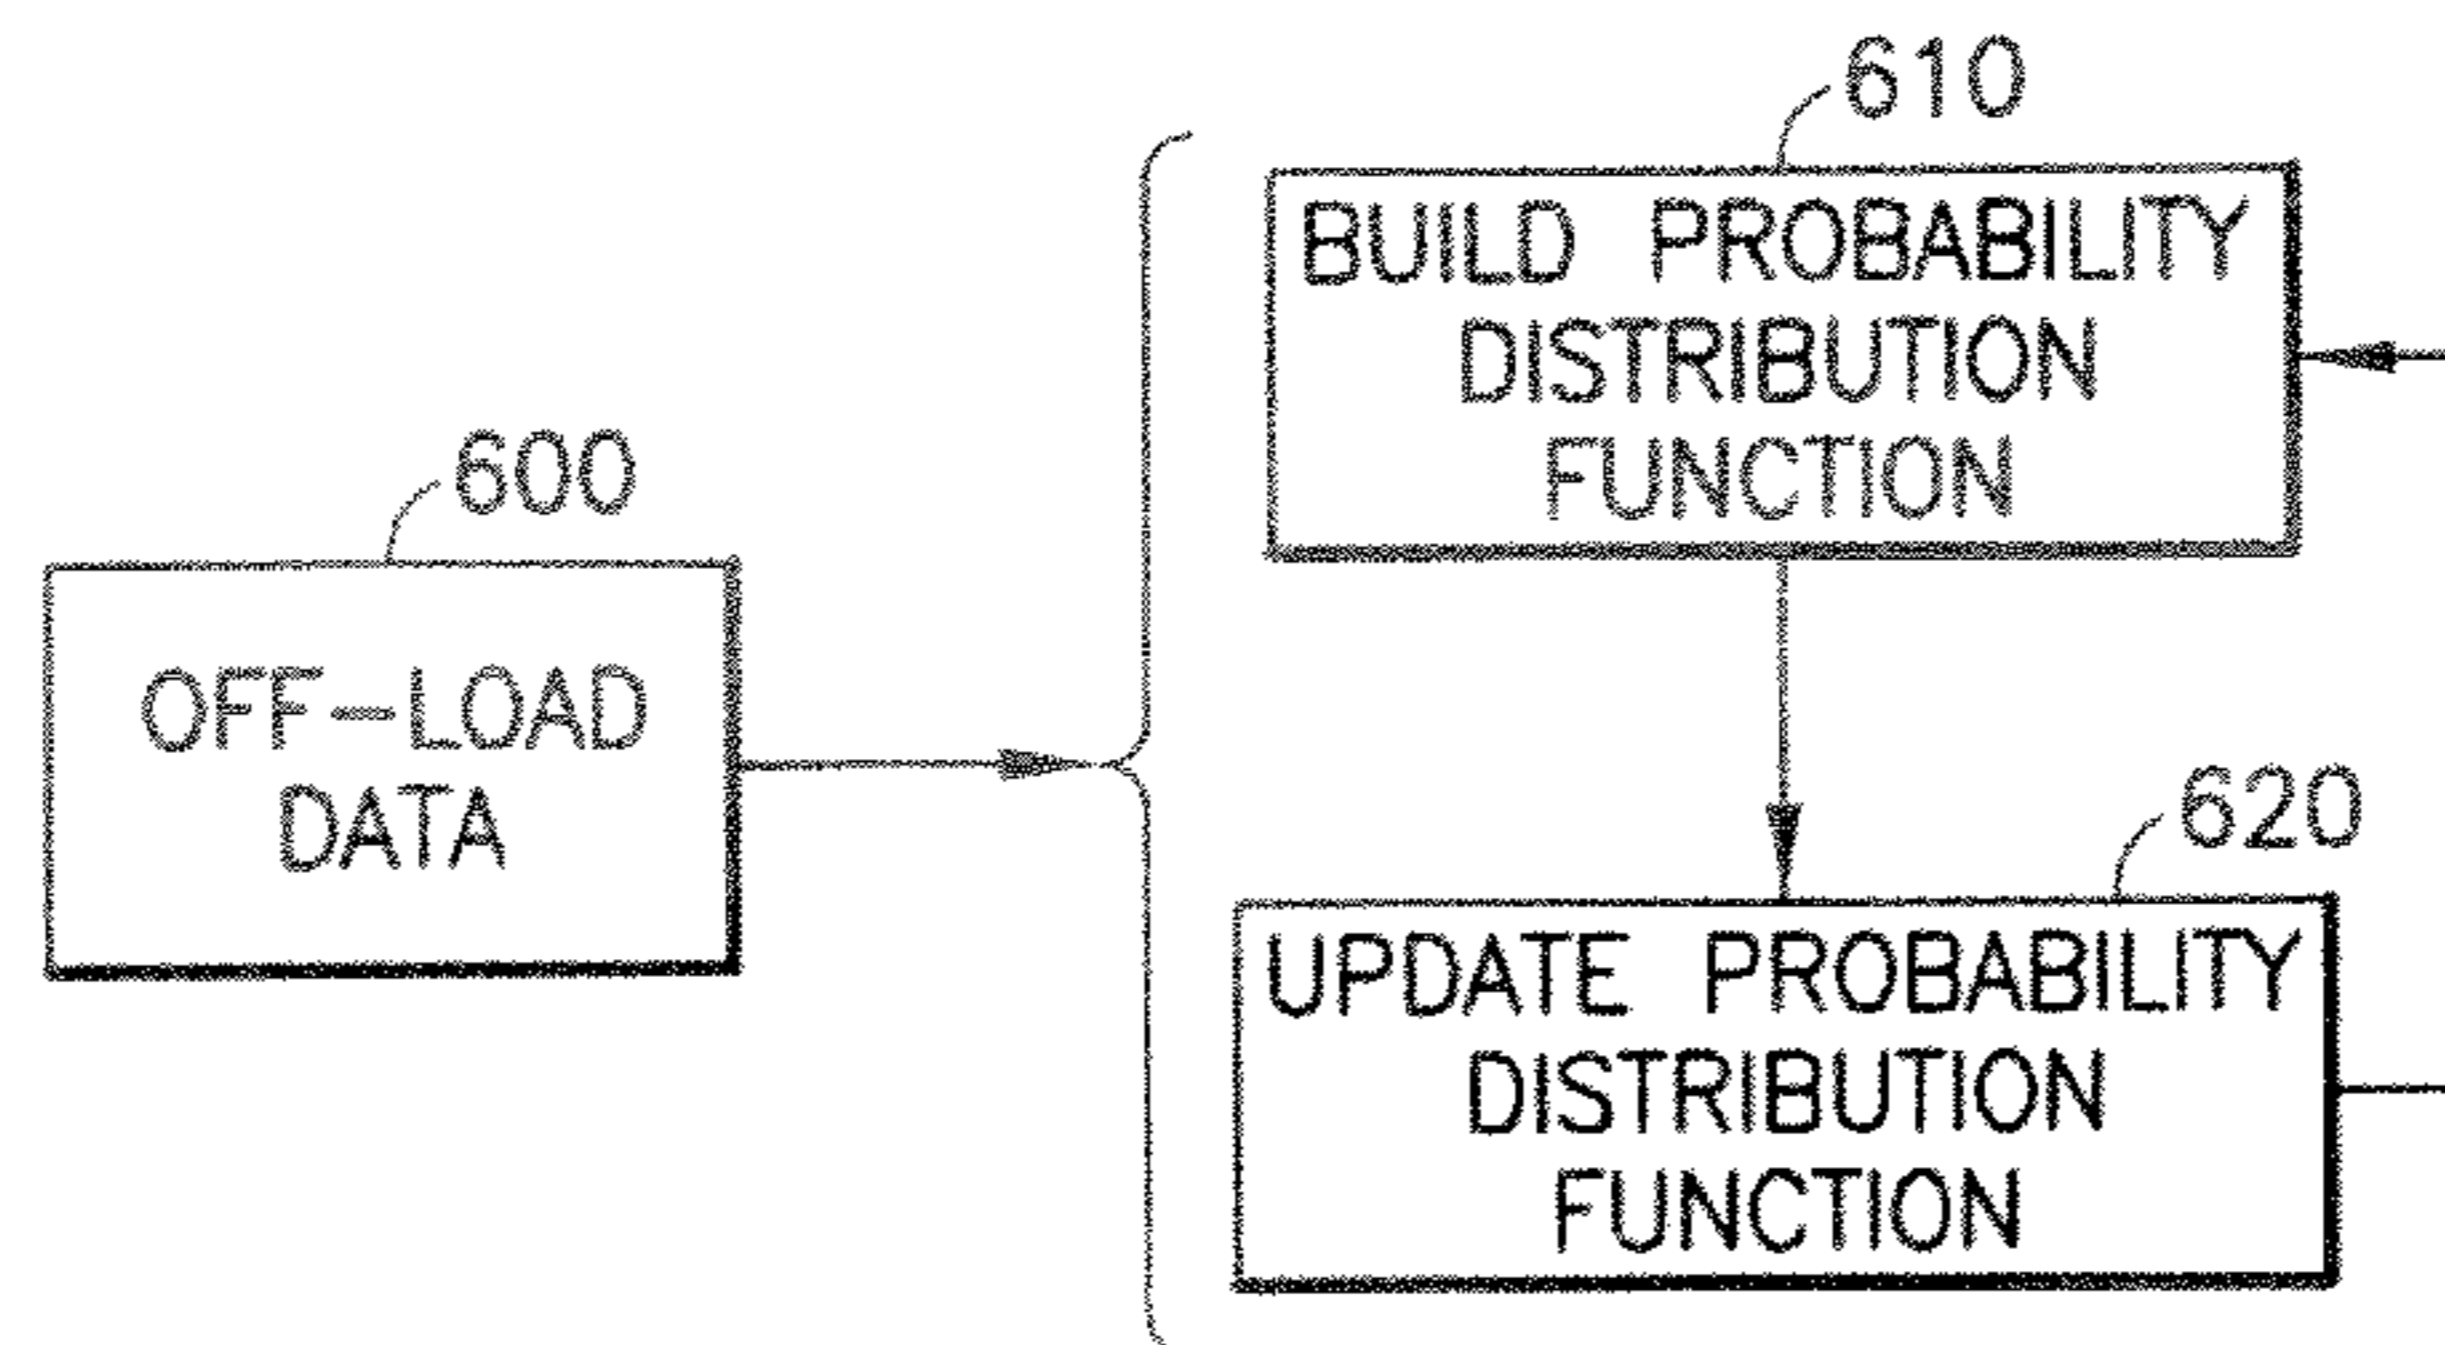 610
BUILD PROBABILITY
DISTRIBUTION
FUNCTION
600
OFF-LOAD
DATA
620
UPDATE PROBABILITY
DISTRIBUTION
FUNCTION